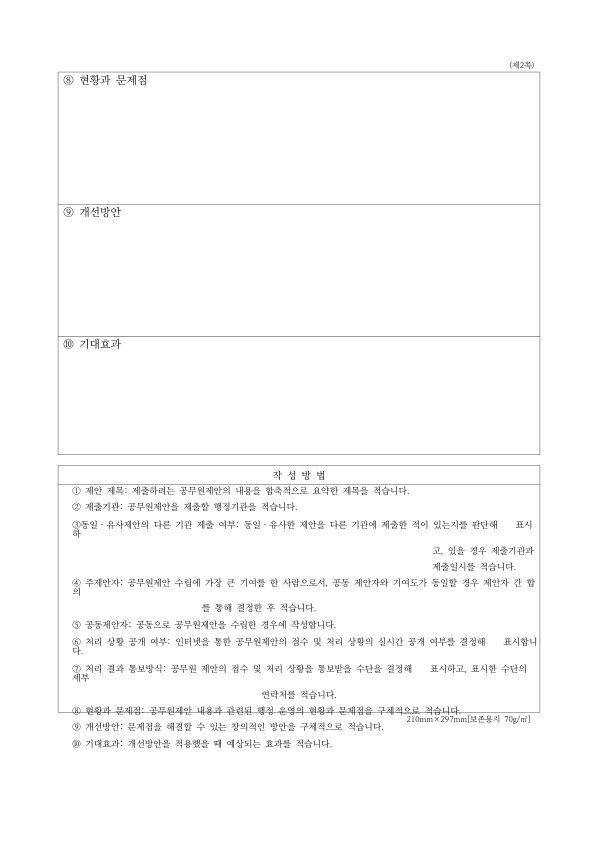 (제2쪽)
⑧ 현황과 문제점
⑨ 개선방안
⑩ 기대효과
작 성 방 법
① 제안 제목: 제출하려는 공무원제안의 내용을 함축적으로 요약한 제목을 적습니다.
② 제출기관: 공무원제안을 제출할 행정기관을 적습니다.
③동일ㆍ유사제안의 다른 기관 제출 여부: 동일ㆍ유사한 제안을 다른 기관에 제출한 적이 있는지를 판단해 표시
하
고, 있을 경우 제출기관과
제출일시를 적습니다.
④ 주제안자: 공무원제안 수립에 가장 큰 기여를 한 사람으로서, 공동 제안자와 기여도가 동일할 경우 제안자 간 합
의
를 통해 결정한 후 적습니다.
⑤ 공동제안자: 공동으로 공무원제안을 수립한 경우에 작성합니다.
⑥ 처리 상황 공개 여부: 인터넷을 통한 공무원제안의 접수 및 처리 상황의 실시간 공개 여부를 결정해 표시합니
다.
⑦ 처리 결과 통보방식: 공무원 제안의 접수 및 처리 상황을 통보받을 수단을 결정해 표시하고, 표시한 수단의
세부
연락처를 적습니다.
⑧ 현황과 문제점: 공무원제안 내용과 관련된 행정 운영의 현황과 문제점을 구체적으로 적습니다.
210mm×297mm[보존용지 70g/㎡]
⑨ 개선방안: 문제점을 해결할 수 있는 창의적인 방안을 구체적으로 적습니다.
⑩ 기대효과: 개선방안을 적용했을 때 예상되는 효과를 적습니다.